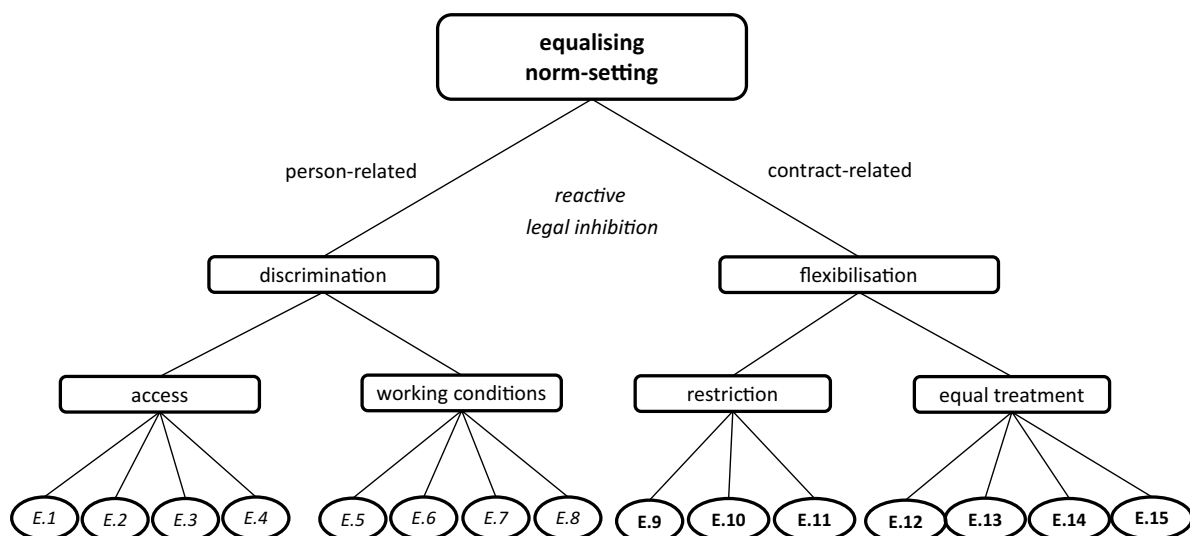 equalising
norm-setting
person-related
contract-related
reactive
legal inhibition
discrimination
flexibilisation
access
working conditions
restriction
equal treatment
E.1
E.2
E.3
E.4
E.5
E.6
E.7
E.8
E.9
E.10
E.11
E.12
E.13
E.14
E.15